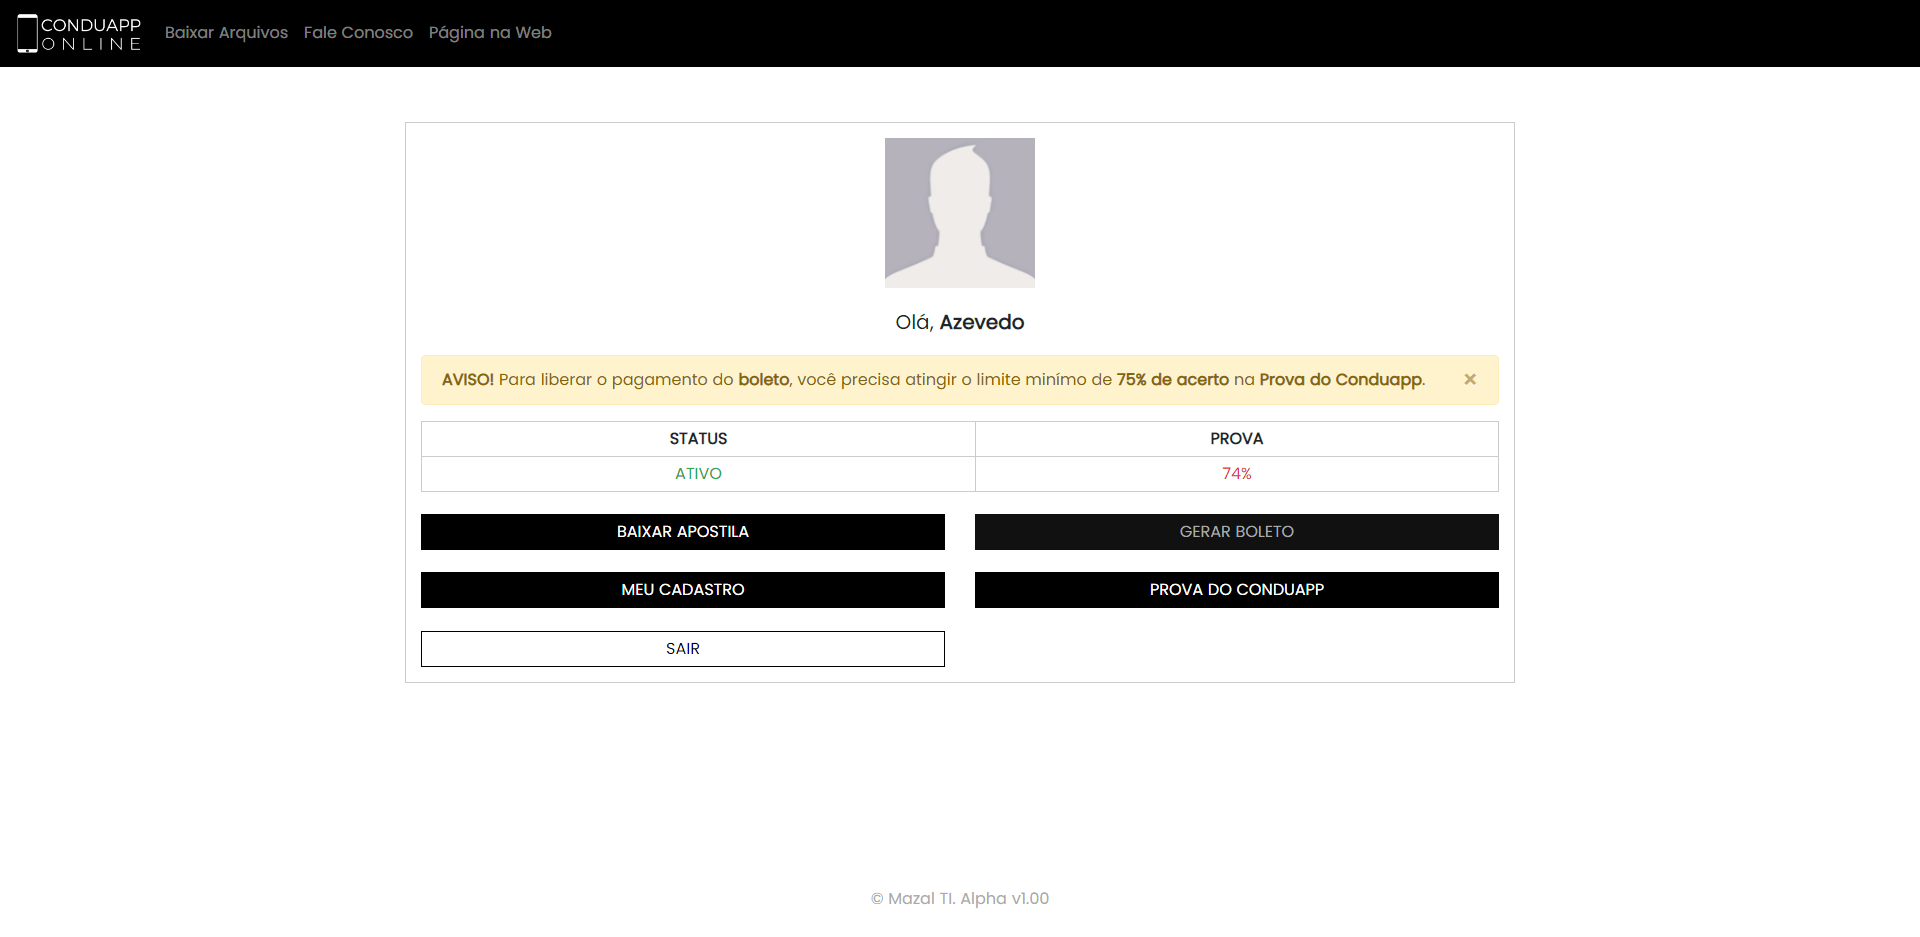 CONDUAPP
ONLINE
Baixar Arquivos Fale Conosco Página na Web
Olá, Azevedo
AVISO! Para liberar o pagamento do boleto, você precisa atingir o limite minímo de 75% de acerto na Prova do Conduapp. ×
STATUS PROVA
ATIVO 74%
BAIXAR APOSTILA GERAR BOLETO
MEU CADASTRO PROVA DO CONDUAPP
SAIR
© Mazal TI. Alpha v1.00